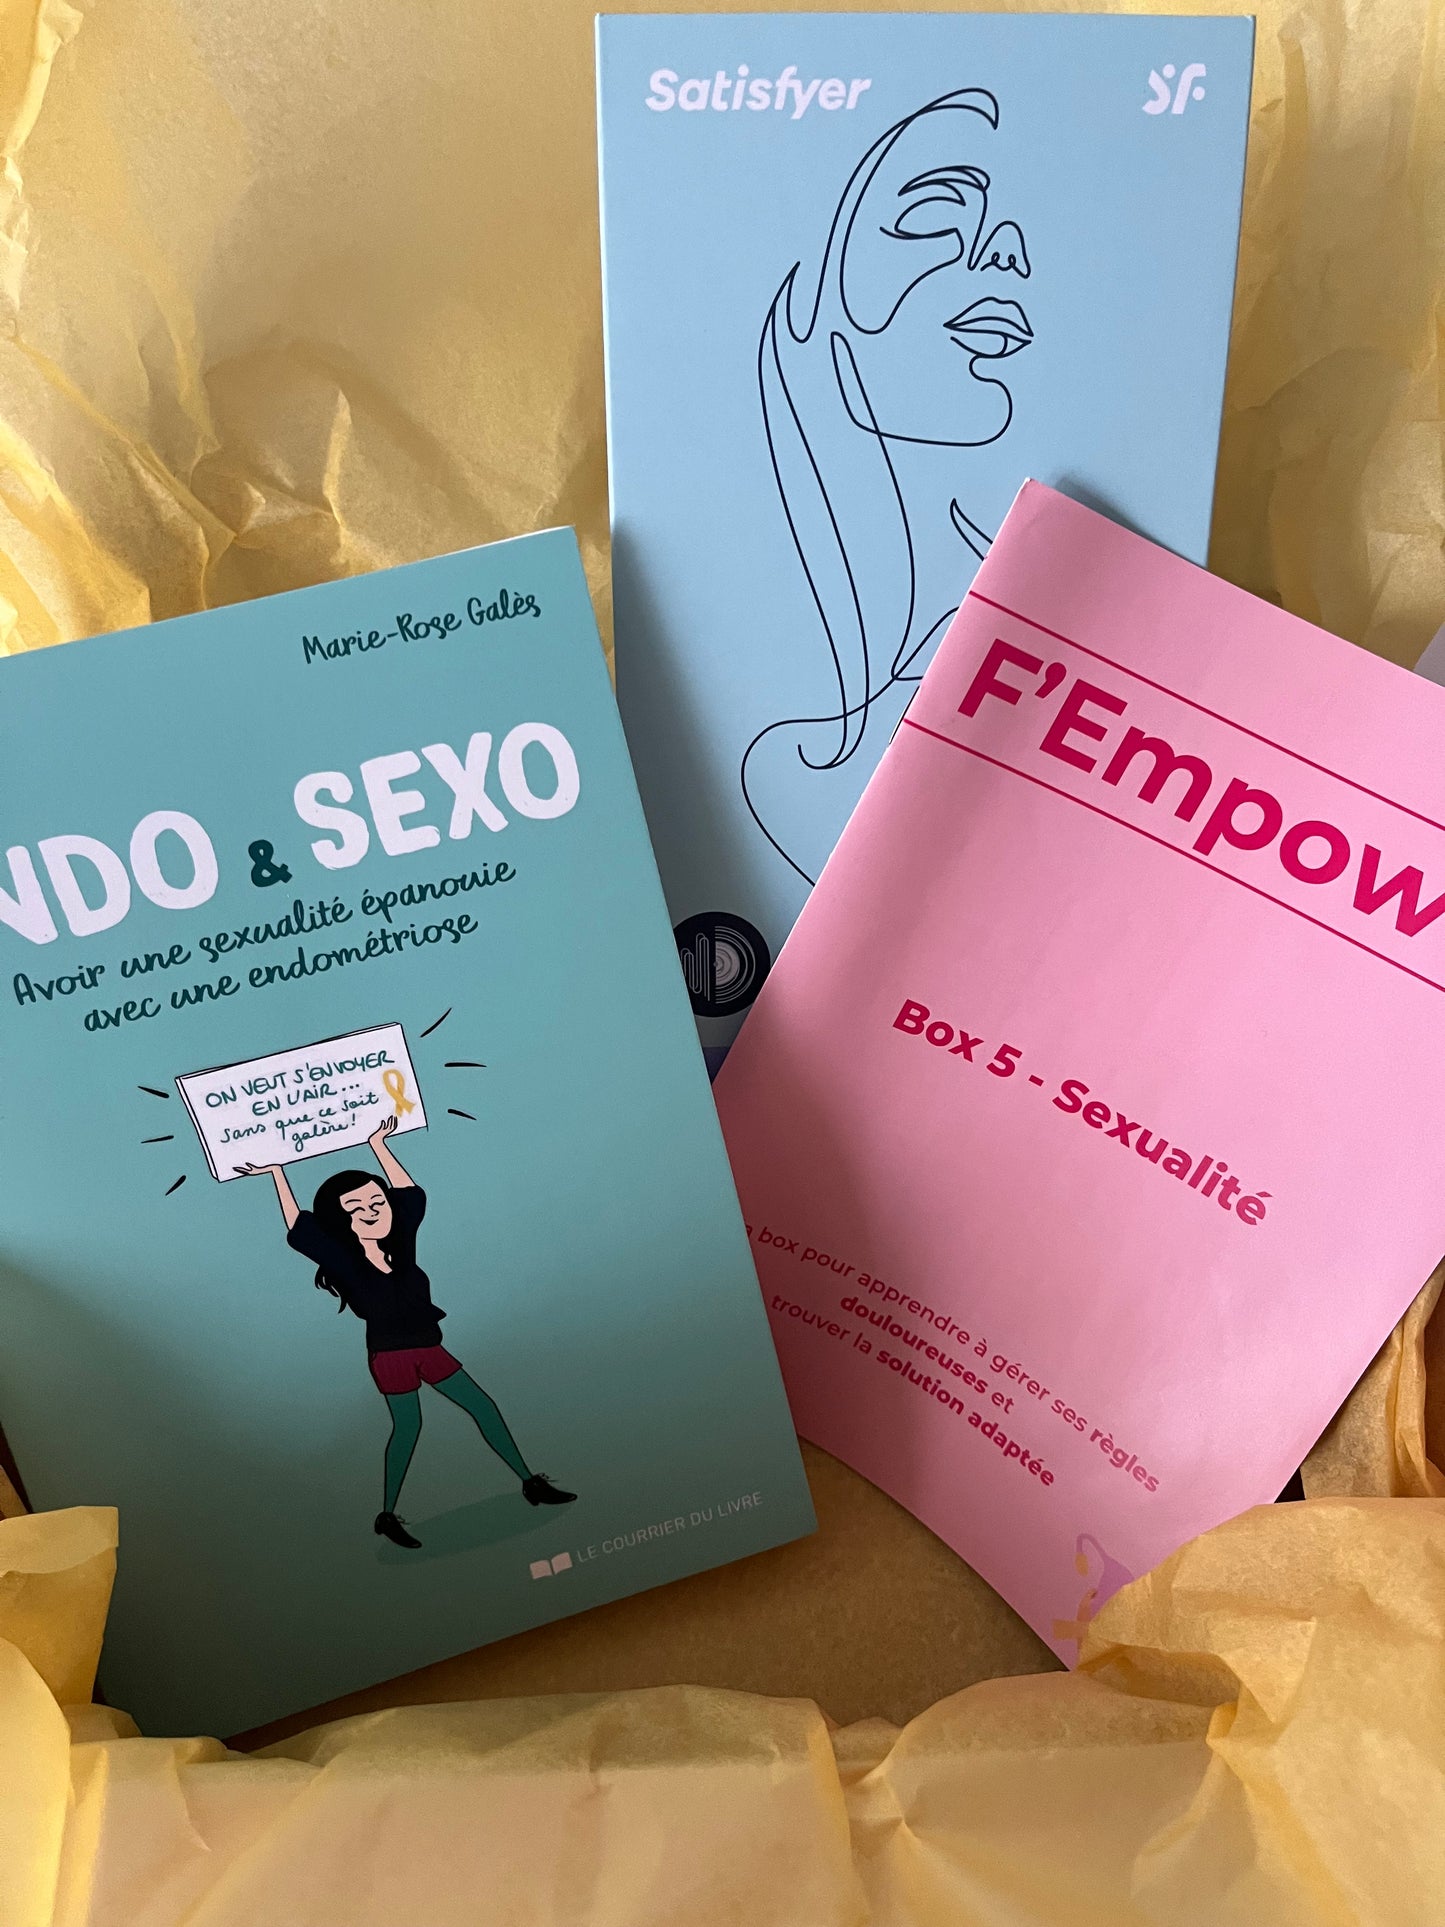 Satisfyer
SF
Marie-Rose Galès
NDO & SEXO
Avoir une sexualité épanouie
avec une endométriose
ON VEUT S'ENVOYER
EN L'AIR...
sans que ce soit
galère!
LE COURRIER DU LIVRE
F'Empow
Box 5 - Sexualité
a box pour apprendre à gérer ses règles
douloureuses et
trouver la solution adaptée